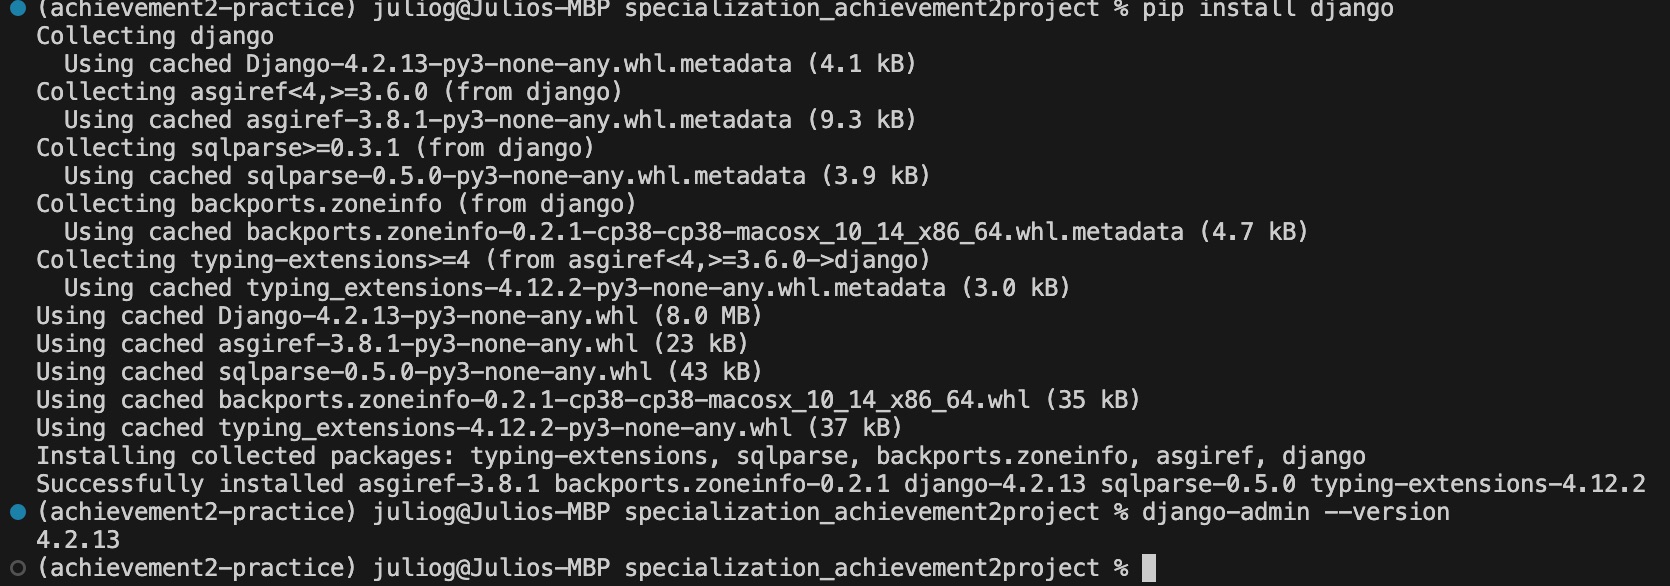 (achievement2-practice) juliog@Julios-MBP specialization_achievement2project % pip install django
Collecting django
  Using cached Django-4.2.13-py3-none-any.whl.metadata (4.1 kB)
Collecting asgiref<4,>=3.6.0 (from django)
  Using cached asgiref-3.8.1-py3-none-any.whl.metadata (9.3 kB)
Collecting sqlparse>=0.3.1 (from django)
  Using cached sqlparse-0.5.0-py3-none-any.whl.metadata (3.9 kB)
Collecting backports.zoneinfo (from django)
  Using cached backports.zoneinfo-0.2.1-cp38-cp38-macosx_10_14_x86_64.whl.metadata (4.7 kB)
Collecting typing-extensions>=4 (from asgiref<4,>=3.6.0->django)
  Using cached typing_extensions-4.12.2-py3-none-any.whl.metadata (3.0 kB)
Using cached Django-4.2.13-py3-none-any.whl (8.0 MB)
Using cached asgiref-3.8.1-py3-none-any.whl (23 kB)
Using cached sqlparse-0.5.0-py3-none-any.whl (43 kB)
Using cached backports.zoneinfo-0.2.1-cp38-cp38-macosx_10_14_x86_64.whl (35 kB)
Using cached typing_extensions-4.12.2-py3-none-any.whl (37 kB)
Installing collected packages: typing-extensions, sqlparse, backports.zoneinfo, asgiref, django
Successfully installed asgiref-3.8.1 backports.zoneinfo-0.2.1 django-4.2.13 sqlparse-0.5.0 typing-extensions-4.12.2
(achievement2-practice) juliog@Julios-MBP specialization_achievement2project % django-admin --version
4.2.13
(achievement2-practice) juliog@Julios-MBP specialization_achievement2project %